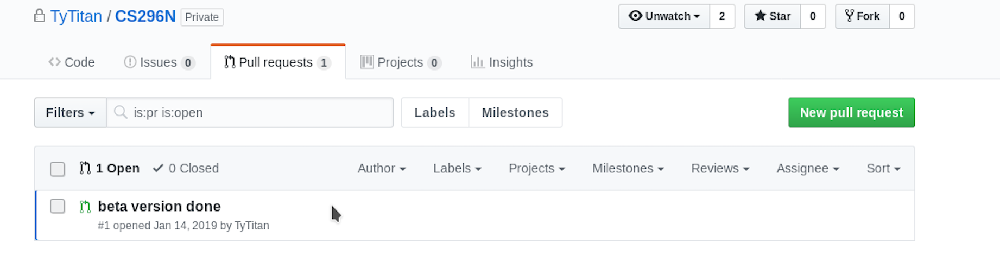 TyTitan / CS296N Private Unwatch 2 Star 0 Fork 0
Code Issues 0 Pull requests 1 Projects 0 Insights
Filters is:pr is:open Labels Milestones New pull request
1 Open 0 Closed Author Labels Projects Milestones Reviews Assignee Sort
beta version done
#1 opened Jan 14, 2019 by TyTitan